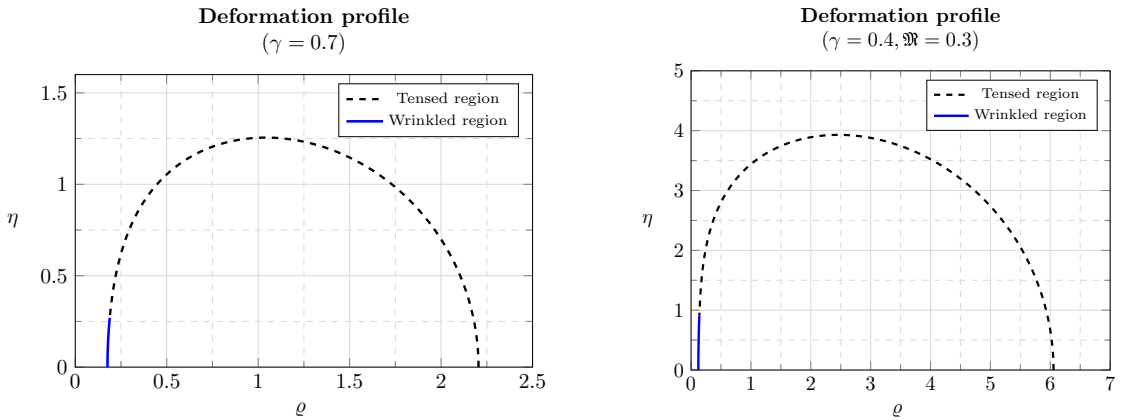 Deformation profile
(γ = 0.7)
1.5
1
0.5
0
η
Tensed region
Wrinkled region
0 0.5 1 1.5 2 2.5
ϱ
Deformation profile
(γ = 0.4, 𝕽 = 0.3)
5
4
3
2
1
0
η
Tensed region
Wrinkled region
0 1 2 3 4 5 6 7
ϱ